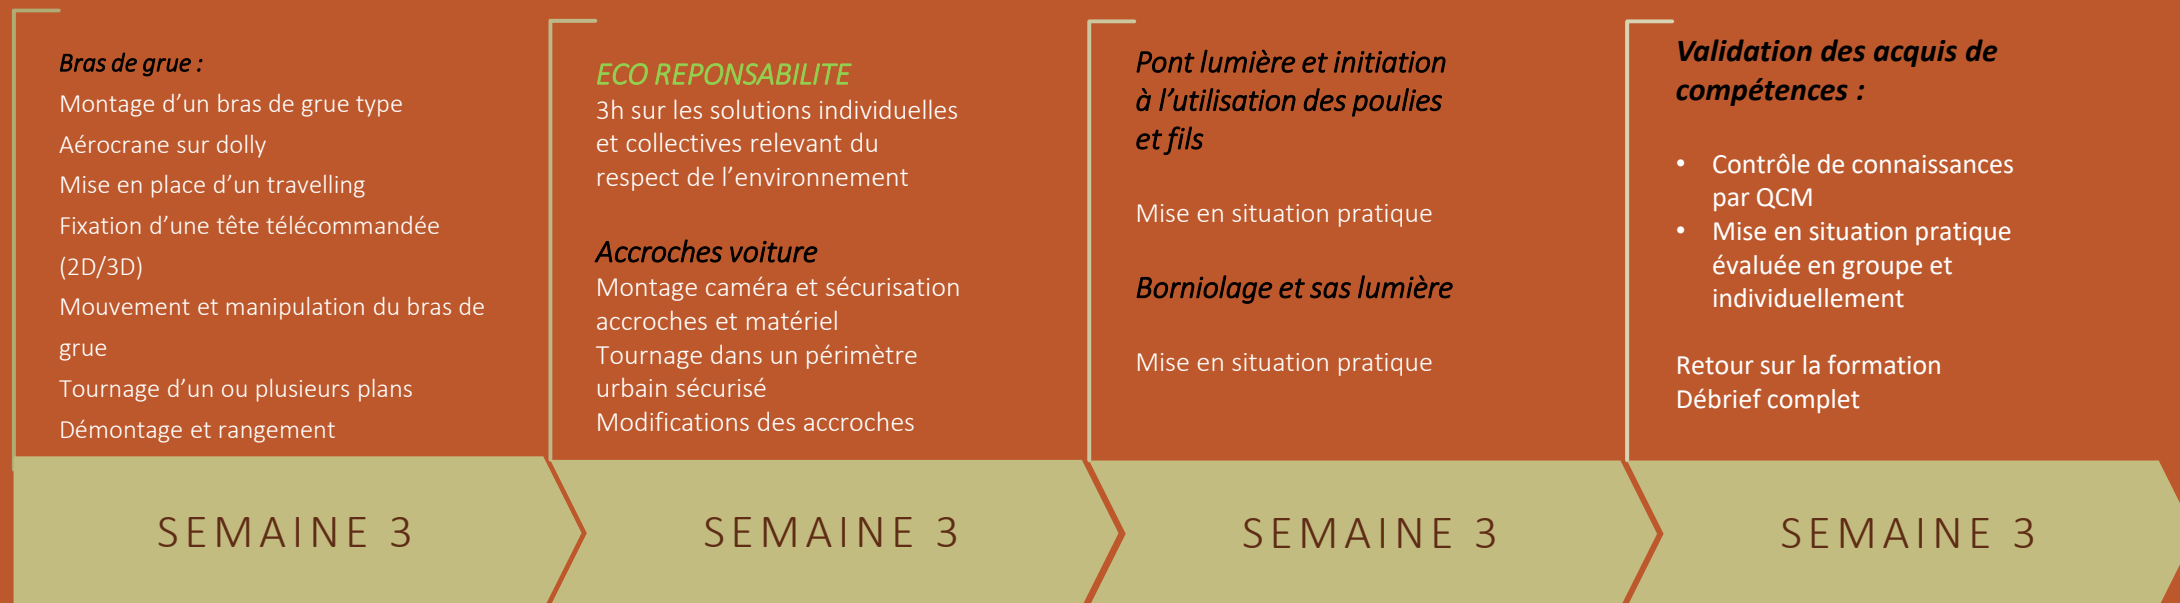 Bras de grue :
Montage d’un bras de grue type
Aérocrane sur dolly
Mise en place d’un travelling
Fixation d’une tête télécommandée
(2D/3D)
Mouvement et manipulation du bras de
grue
Tournage d’un ou plusieurs plans
Démontage et rangement
SEMAINE 3
ECO REPONSABILITE
3h sur les solutions individuelles
et collectives relevant du
respect de l’environnement
Accroches voiture
Montage caméra et sécurisation
accroches et matériel
Tournage dans un périmètre
urbain sécurisé
Modifications des accroches
SEMAINE 3
Pont lumière et initiation
à l’utilisation des poulies
et fils
Mise en situation pratique
Borniolage et sas lumière
Mise en situation pratique
SEMAINE 3
Validation des acquis de
compétences :
• Contrôle de connaissances
par QCM
• Mise en situation pratique
évaluée en groupe et
individuellement
Retour sur la formation
Débrief complet
SEMAINE 3